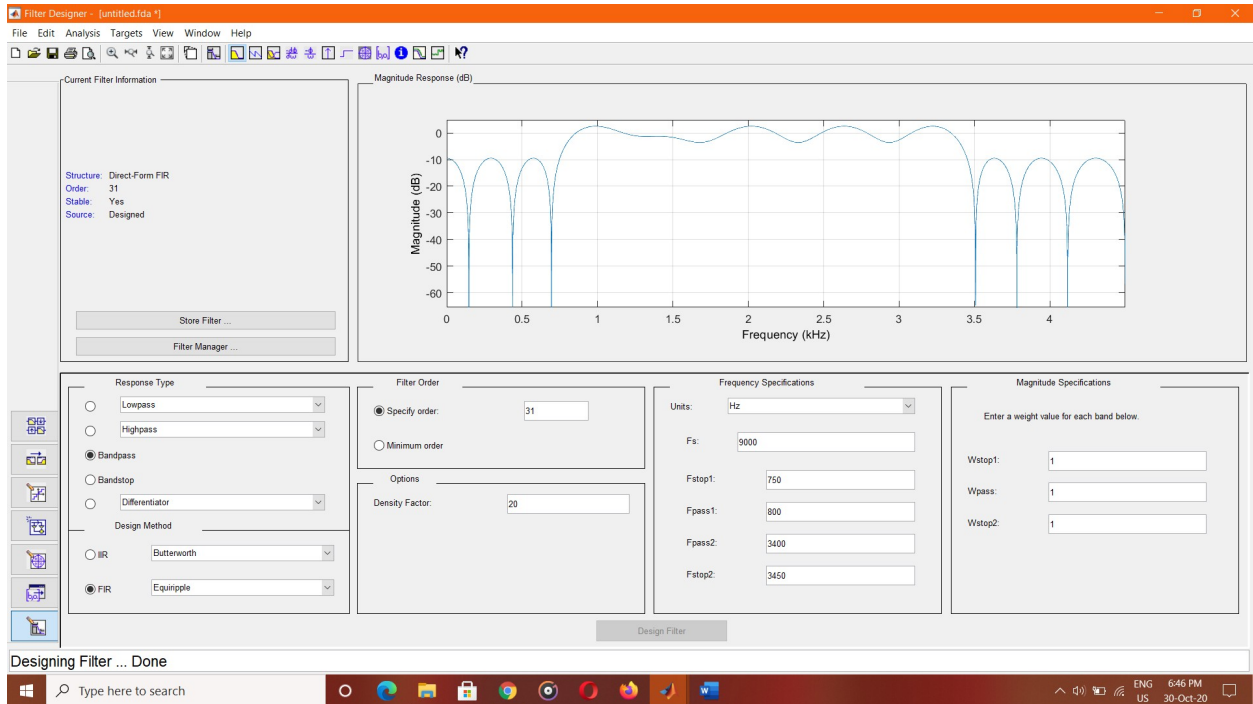 Filter Designer - [untitled.fda *]
File Edit Analysis Targets View Window Help
Current Filter Information
Structure: Direct-Form FIR
Order: 31
Stable: Yes
Source: Designed
Store Filter ...
Filter Manager ...
Magnitude Response (dB)
0
-10
-20
-30
-40
-50
-60
Magnitude (dB)
0 0.5 1 1.5 2 2.5 3 3.5 4
Frequency (kHz)
Response Type
Lowpass
Highpass
Bandpass
Bandstop
Differentiator
Design Method
IIR Butterworth
FIR Equiripple
Filter Order
Specify order: 31
Minimum order
Options
Density Factor: 20
Frequency Specifications
Units: Hz
Fs: 9000
Fstop1: 750
Fpass1: 800
Fpass2: 3400
Fstop2: 3450
Magnitude Specifications
Enter a weight value for each band below.
Wstop1: 1
Wpass: 1
Wstop2: 1
Design Filter
Designing Filter ... Done
Type here to search
ENG 6:46 PM
US 30-Oct-20